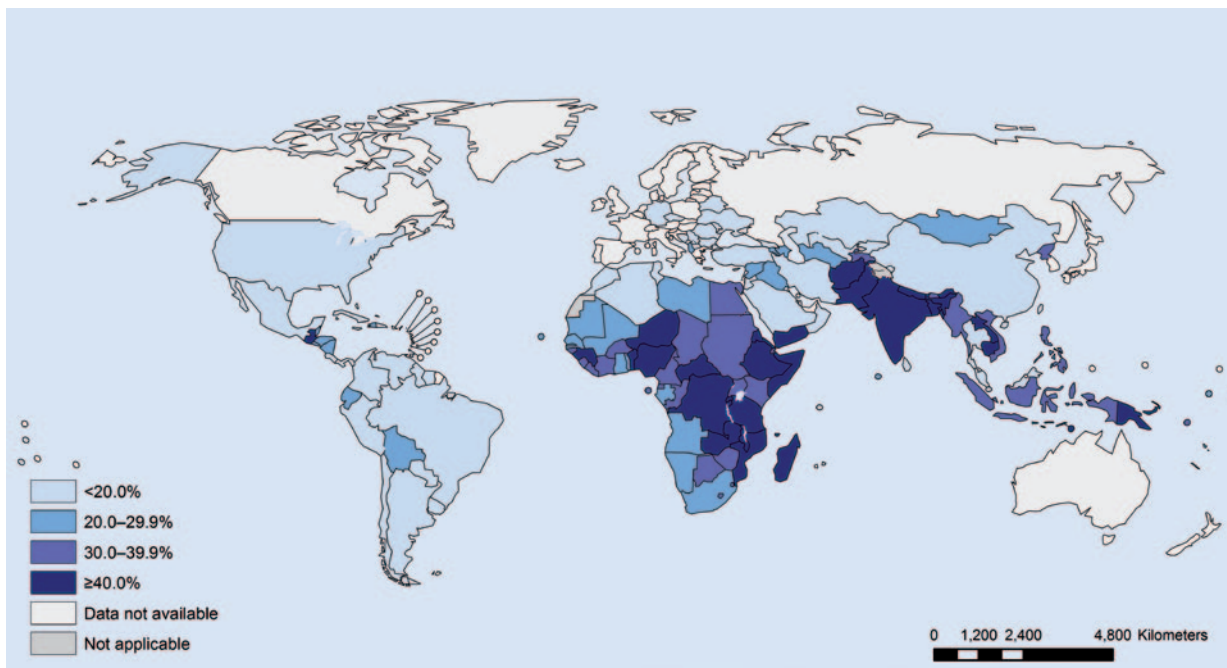 <20.0%
20.0–29.9%
30.0–39.9%
≥40.0%
Data not available
Not applicable
0 1,200 2,400 4,800 Kilometers